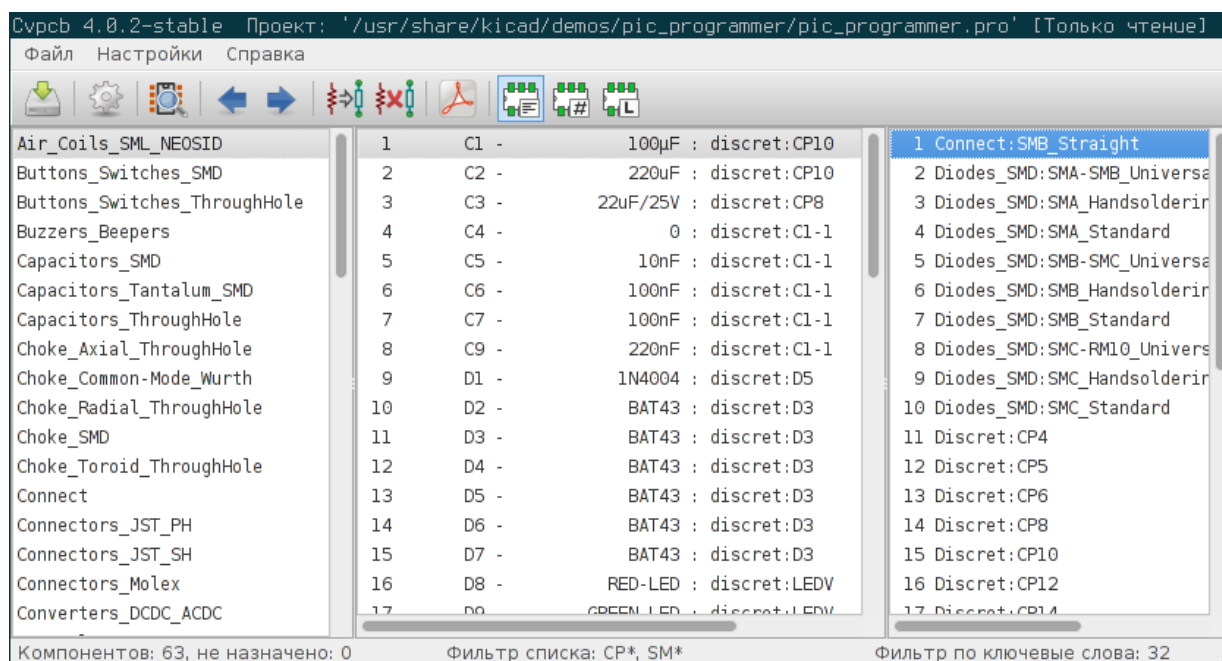 Cvpcb 4.0.2-stable Проект: '/usr/share/kicad/demos/pic_programmer/pic_programmer.pro' [Только чтение]
Файл Настройки Справка
Air_Coils_SML_NEOSID
Buttons_Switches_SMD
Buttons_Switches_ThroughHole
Buzzers_Beepers
Capacitors_SMD
Capacitors_Tantalum_SMD
Capacitors_ThroughHole
Choke_Axial_ThroughHole
Choke_Common-Mode_Wurth
Choke_Radial_ThroughHole
Choke_SMD
Choke_Toroid_ThroughHole
Connect
Connectors_JST_PH
Connectors_JST_SH
Connectors_Molex
Converters_DCDC_ACDC
1 C1 - 100µF : discret:CP10
2 C2 - 220uF : discret:CP10
3 C3 - 22uF/25V : discret:CP8
4 C4 - 0 : discret:C1-1
5 C5 - 10nF : discret:C1-1
6 C6 - 100nF : discret:C1-1
7 C7 - 100nF : discret:C1-1
8 C9 - 220nF : discret:C1-1
9 D1 - 1N4004 : discret:D5
10 D2 - BAT43 : discret:D3
11 D3 - BAT43 : discret:D3
12 D4 - BAT43 : discret:D3
13 D5 - BAT43 : discret:D3
14 D6 - BAT43 : discret:D3
15 D7 - BAT43 : discret:D3
16 D8 - RED-LED : discret:LEDV
17 D9 GREEN-LED : discret:LEDV
1 Connect:SMB_Straight
2 Diodes_SMD:SMA-SMB_Universa
3 Diodes_SMD:SMA_Handsolderin
4 Diodes_SMD:SMA_Standard
5 Diodes_SMD:SMB-SMC_Universa
6 Diodes_SMD:SMB_Handsolderin
7 Diodes_SMD:SMB_Standard
8 Diodes_SMD:SMC-RM10_Univers
9 Diodes_SMD:SMC_Handsolderin
10 Diodes_SMD:SMC_Standard
11 Discret:CP4
12 Discret:CP5
13 Discret:CP6
14 Discret:CP8
15 Discret:CP10
16 Discret:CP12
17 Discret:CP14
Компонентов: 63, не назначено: 0 Фильтр списка: CP*, SM* Фильтр по ключевые слова: 32